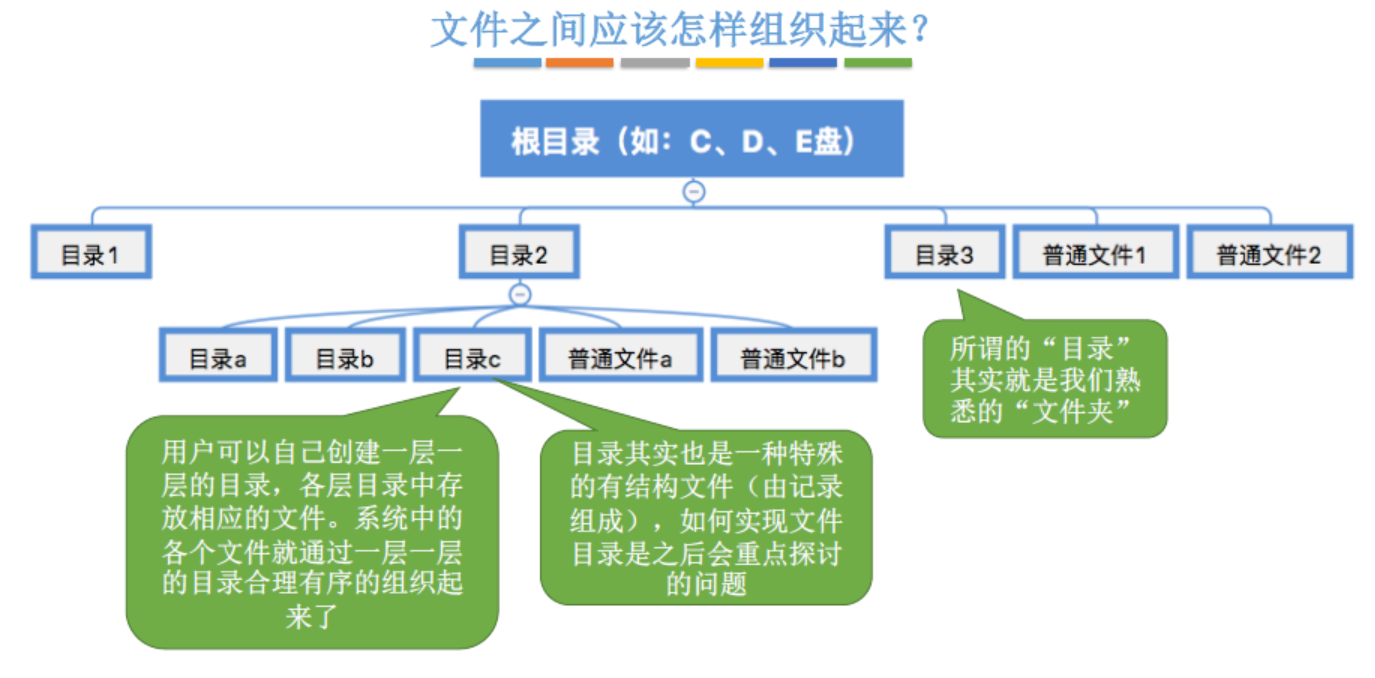 文件之间应该怎样组织起来？
根目录（如：C、D、E盘）
目录1
目录2
目录3
普通文件1
普通文件2
目录a
目录b
目录c
普通文件a
普通文件b
所谓的“目录”
其实就是我们熟
悉的“文件夹”
用户可以自己创建一层一
层的目录，各层目录中存
放相应的文件。系统中的
各个文件就通过一层一层
的目录合理有序的组织起
来了
目录其实也是一种特殊
的有结构文件（由记录
组成），如何实现文件
目录是之后会重点探讨
的问题